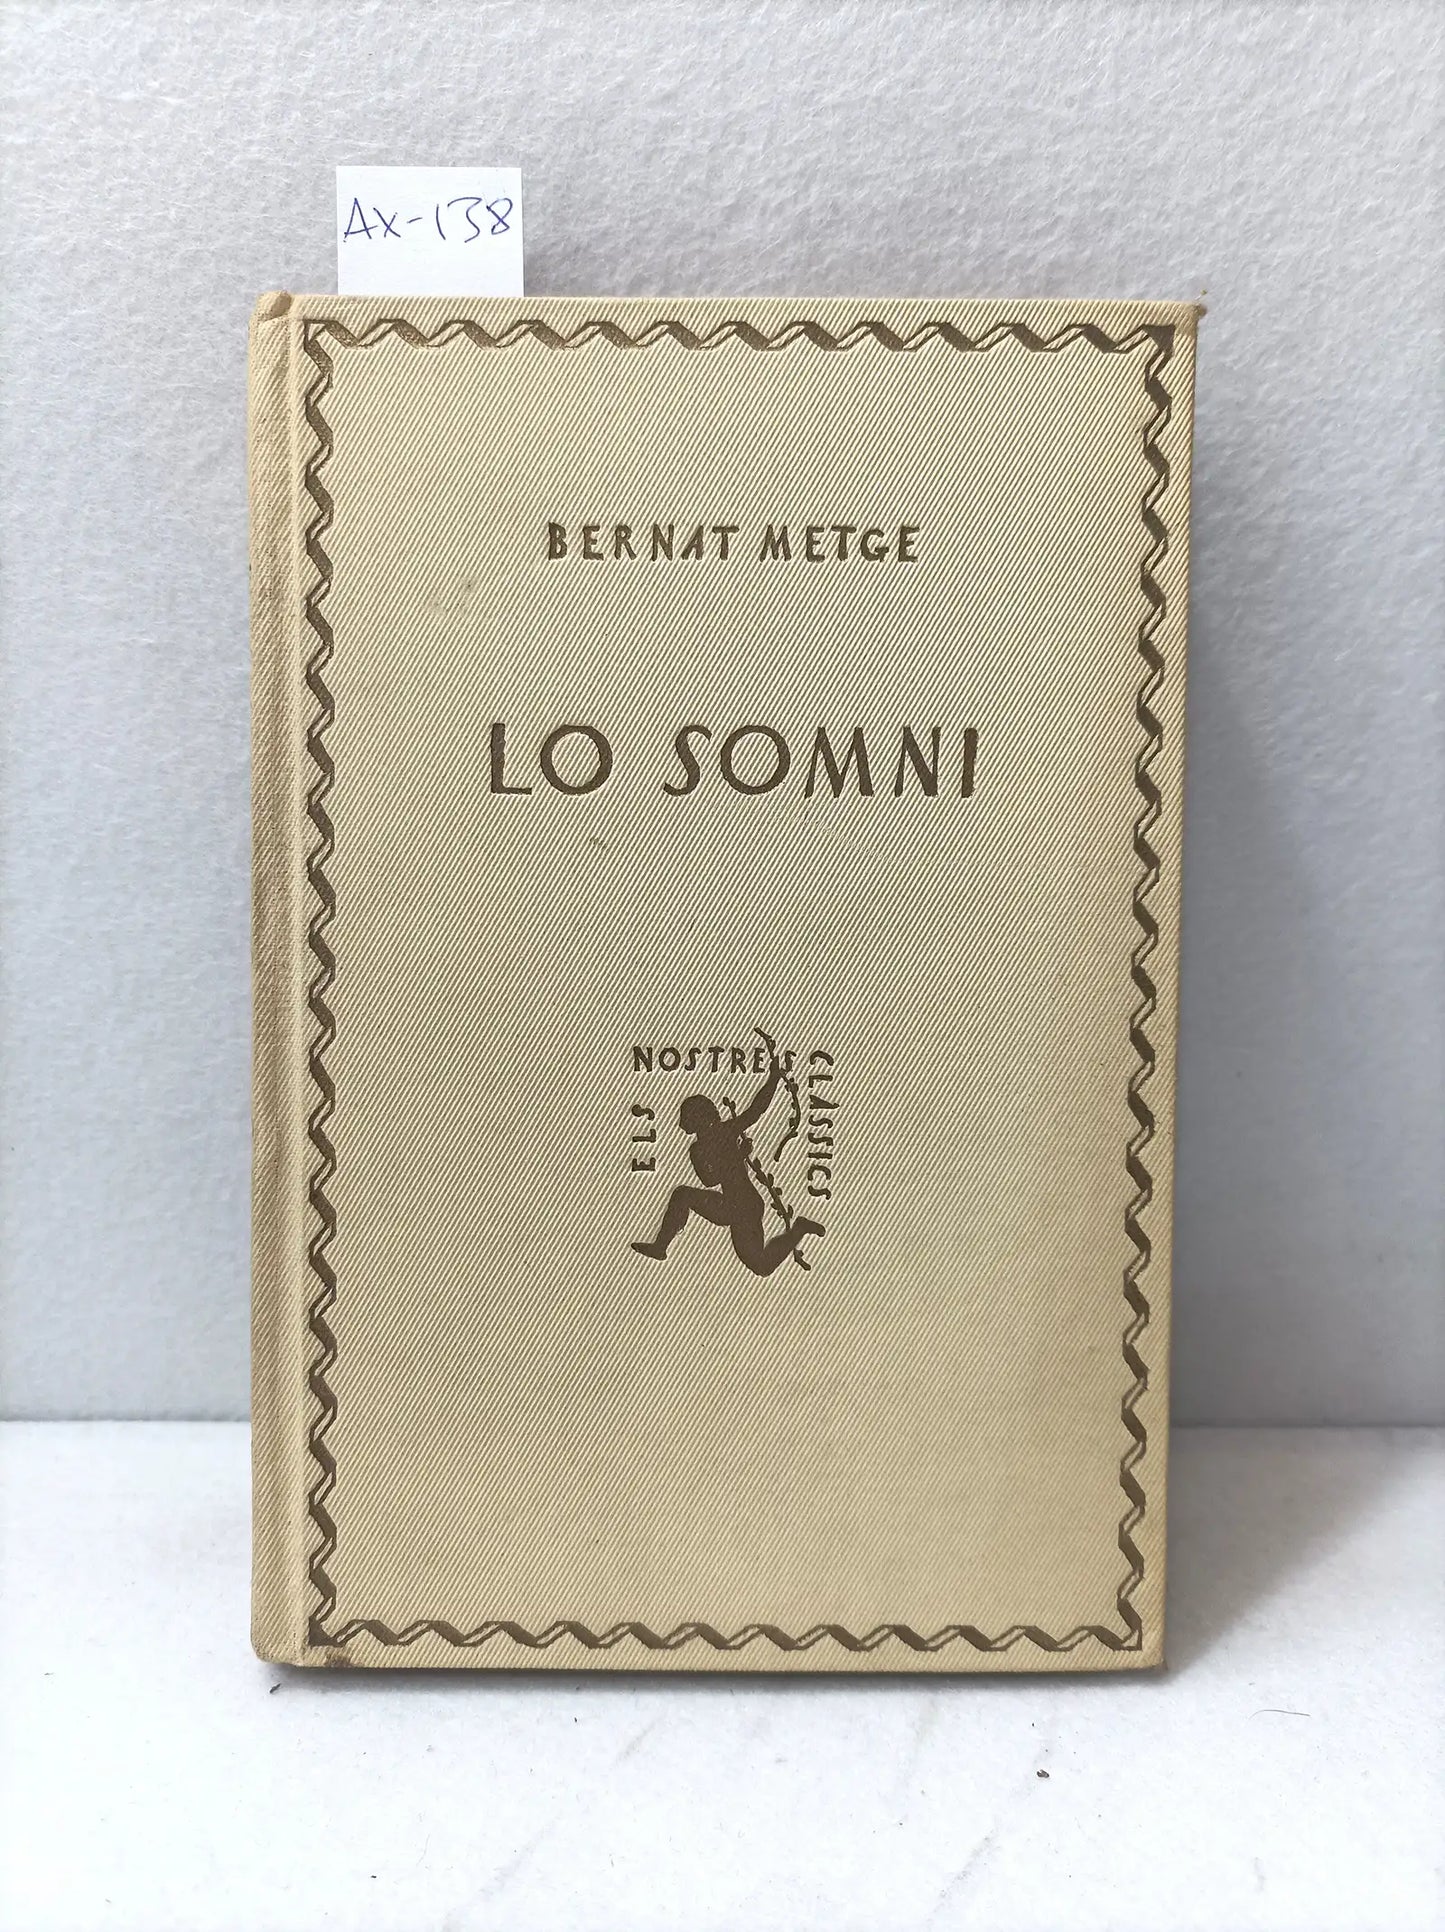 AX-138
BERNAT METGE
LO SOMNI
ELS
NOSTRES
CLÀSSICS